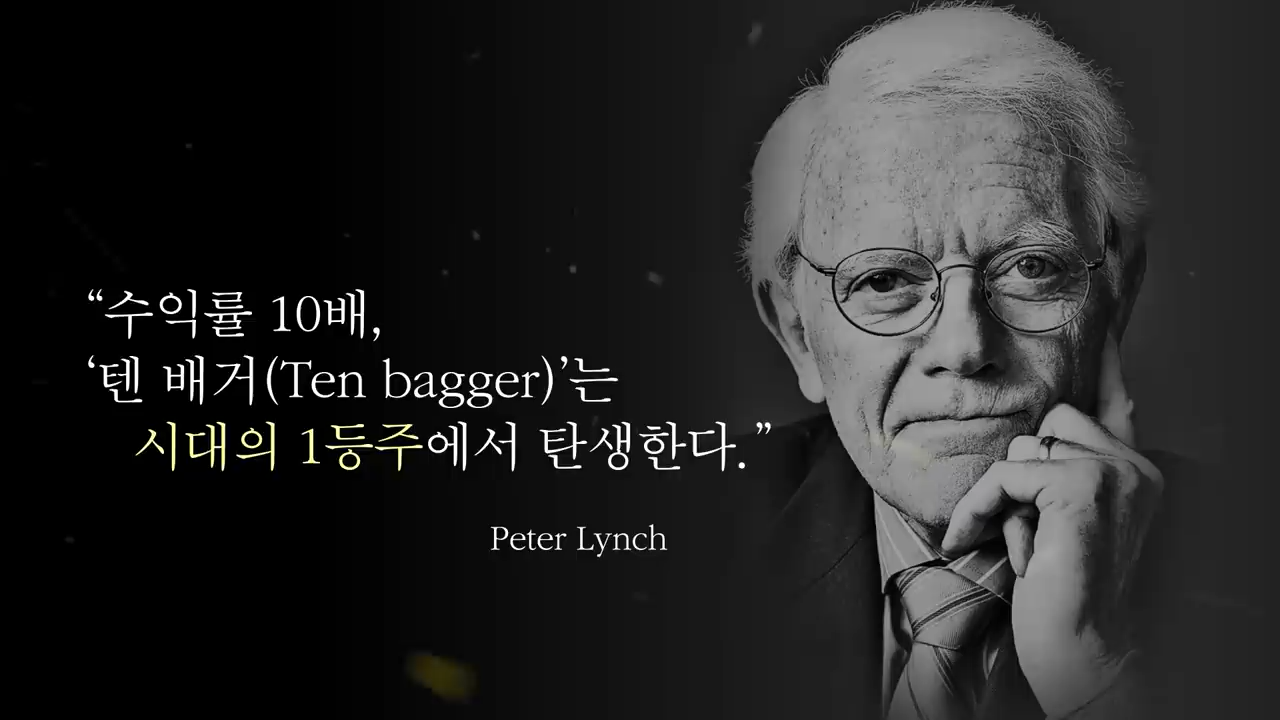 “수익률 10배,
‘텐 배거(Ten bagger)’는
시대의 1등주에서 탄생한다.”
Peter Lynch